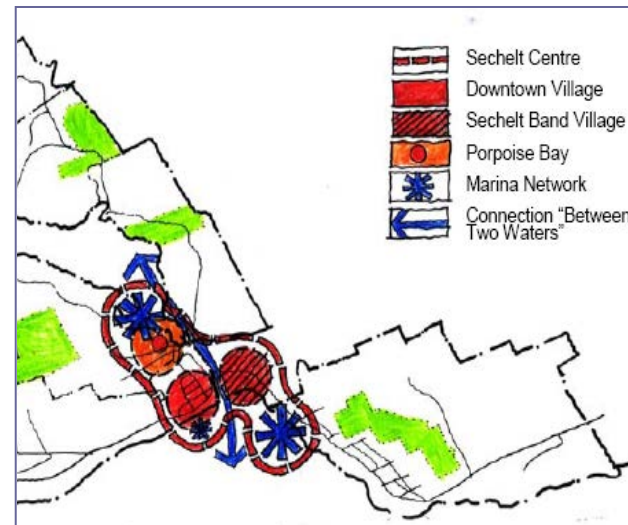 Sechelt Centre
Downtown Village
Sechelt Band Village
Porpoise Bay
Marina Network
Connection "Between
Two Waters"